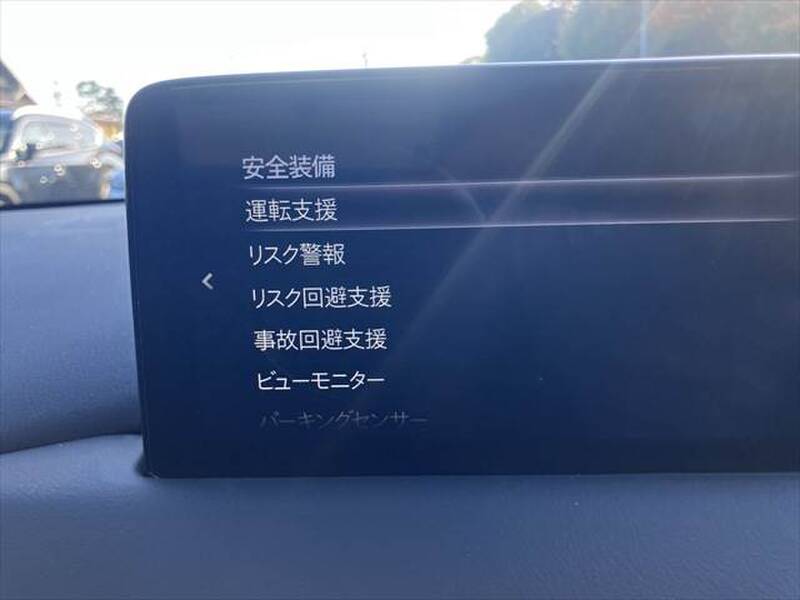 安全装備
運転支援
リスク警報
リスク回避支援
事故回避支援
ビューモニター
パーキングセンサー